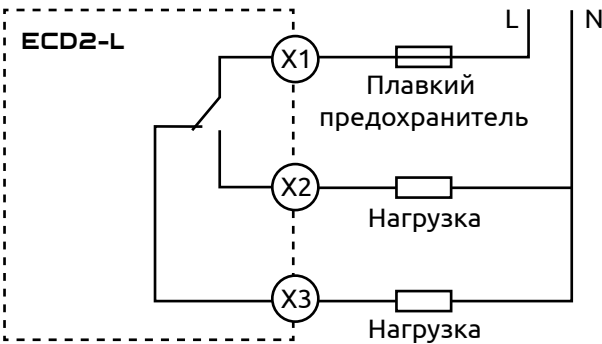 L N
ECD2-L
X1
Плавкий
предохранитель
X2
Нагрузка
X3
Нагрузка